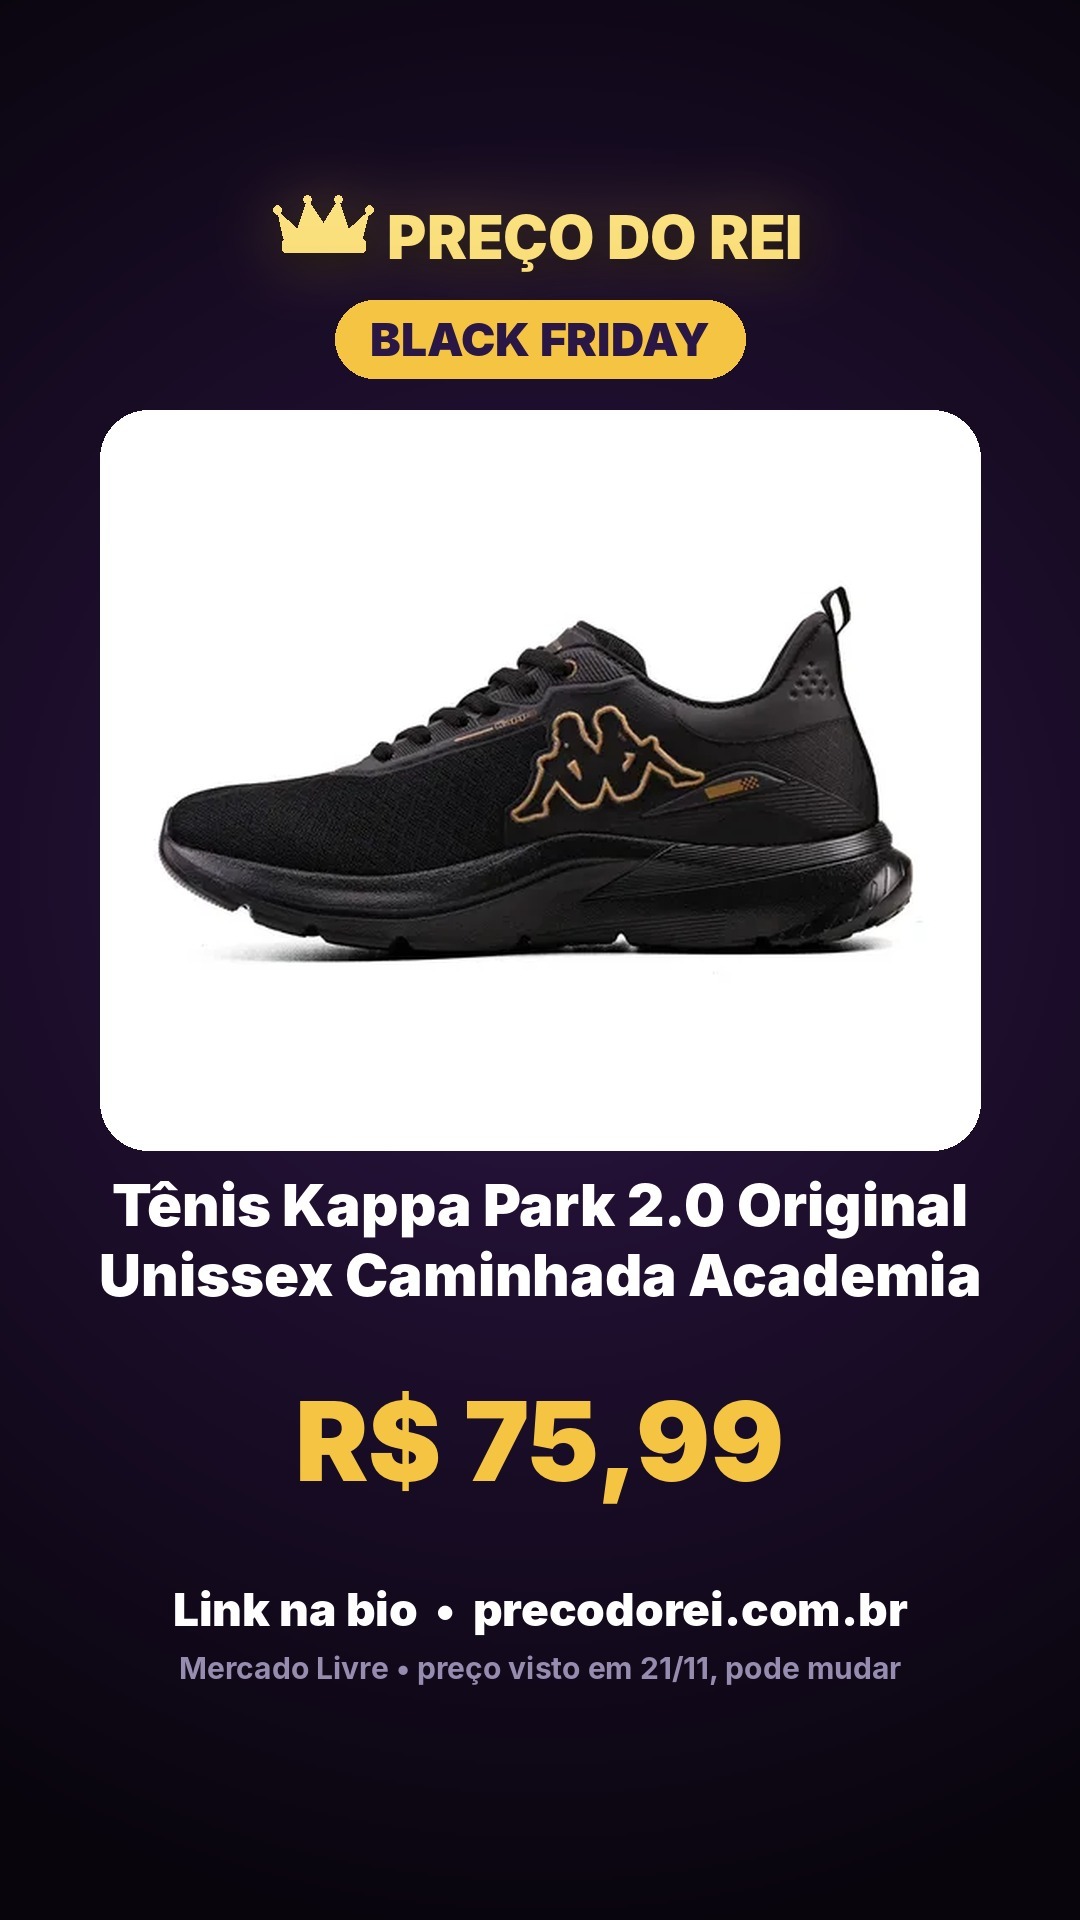 PREÇO DO REI
BLACK FRIDAY
Tênis Kappa Park 2.0 Original
Unissex Caminhada Academia
R$ 75,99
Link na bio • precodorei.com.br
Mercado Livre • preço visto em 21/11, pode mudar